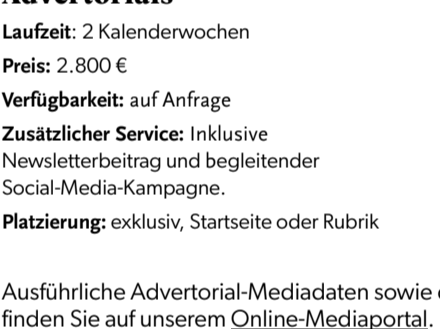 Advertorials
Laufzeit: 2 Kalenderwochen
Preis: 2.800 €
Verfügbarkeit: auf Anfrage
Zusätzlicher Service: Inklusive
Newsletterbeitrag und begleitender
Social-Media-Kampagne.
Platzierung: exklusiv, Startseite oder Rubrik
Ausführliche Advertorial-Mediadaten sowie
finden Sie auf unserem Online-Mediaportal.